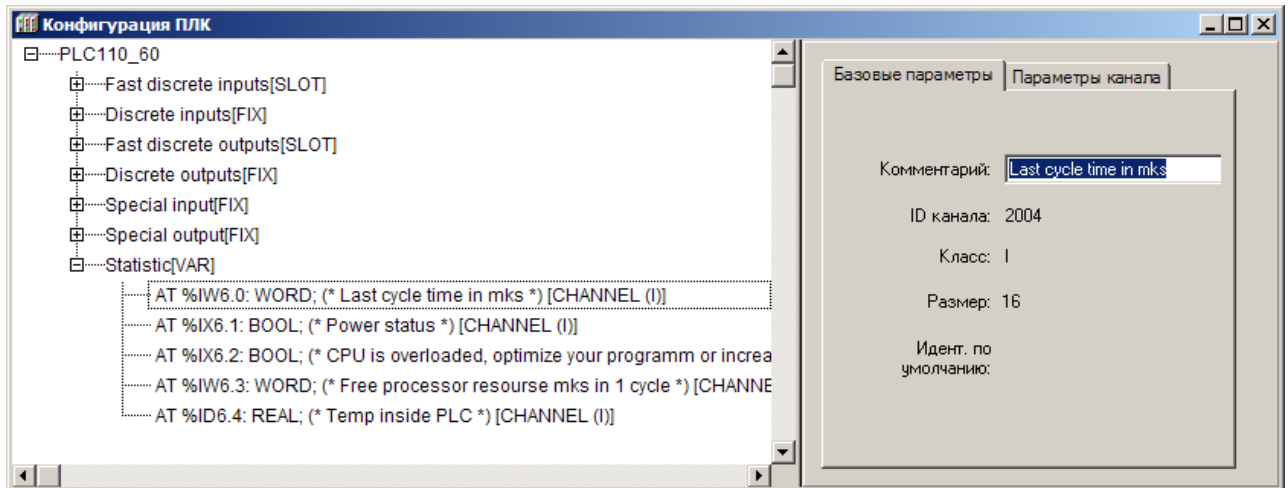 Конфигурация ПЛК
PLC110_60
Fast discrete inputs[SLOT]
Discrete inputs[FIX]
Fast discrete outputs[SLOT]
Discrete outputs[FIX]
Special input[FIX]
Special output[FIX]
Statistic[VAR]
AT %IW6.0: WORD; (* Last cycle time in mks *) [CHANNEL (I)]
AT %IX6.1: BOOL; (* Power status *) [CHANNEL (I)]
AT %IX6.2: BOOL; (* CPU is overloaded, optimize your programm or increa
AT %IW6.3: WORD; (* Free processor resourse mks in 1 cycle *) [CHANNE
AT %ID6.4: REAL; (* Temp inside PLC *) [CHANNEL (I)]
Базовые параметры Параметры канала
Комментарий: Last cycle time in mks
ID канала: 2004
Класс: I
Размер: 16
Идент. по
умолчанию: